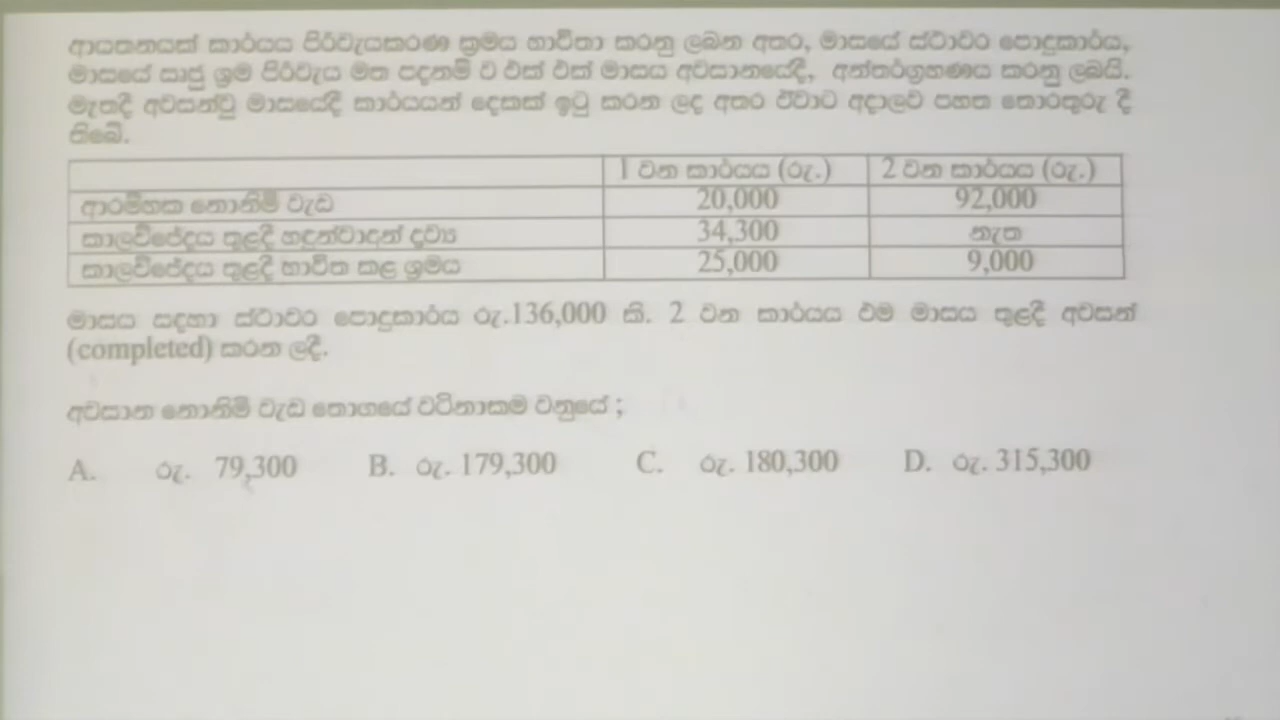 ආයතනයක් කාර්යය පිරිවැයකරණ ක්‍රමය භාවිතා කරනු ලබන අතර, මාසයේ ස්ථාවර පොදුකාර්ය,
මාසයේ සෘජු ශ්‍රම පිරිවැය මත පදනම් ව එක් එක් මාසය අවසානයේදී, අන්තර්ග්‍රහණය කරනු ලබයි.
මෑතදී අවසන්වූ මාසයේදී කාර්යයන් දෙකක් ඉටු කරන ලද අතර ඒවාට අදාලව පහත තොරතුරු දී
තිබේ.
1 වන කාර්යය (රු.) 2 වන කාර්යය (රු.)
ආරම්භක නොනිමි වැඩ 20,000 92,000
කාලච්ඡේදය තුළදී හඳුන්වාදුන් ද්‍රව්‍ය 34,300 නැත
කාලච්ඡේදය තුළදී භාවිත කළ ශ්‍රමය 25,000 9,000
මාසය සඳහා ස්ථාවර පොදුකාර්ය රු.136,000 කි. 2 වන කාර්යය එම මාසය තුළදී අවසන්
(completed) කරන ලදී.
අවසාන නොනිමි වැඩ තොගයේ වටිනාකම වනුයේ ;
A. රු. 79,300 B. රු. 179,300 C. රු. 180,300 D. රු. 315,300